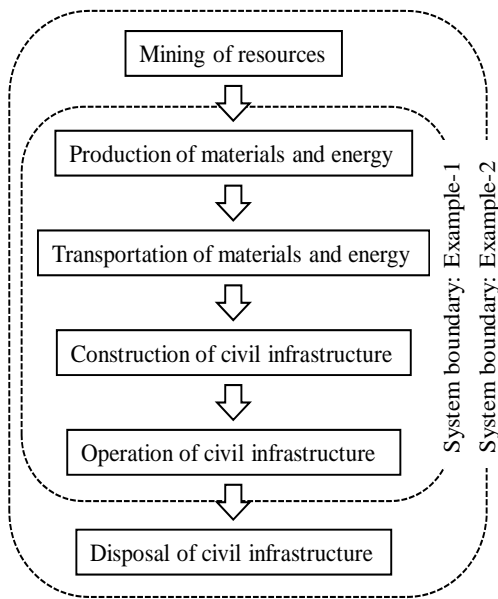 Mining of resources
Production of materials and energy
Transportation of materials and energy
Construction of civil infrastructure
Operation of civil infrastructure
Disposal of civil infrastructure
System boundary: Example-1
System boundary: Example-2